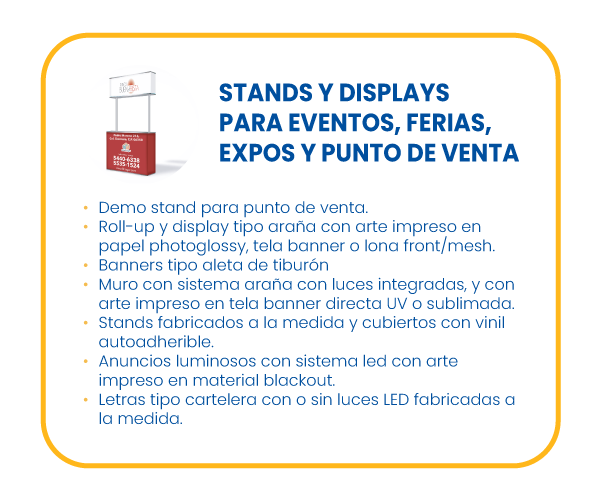 STANDS Y DISPLAYS
PARA EVENTOS, FERIAS,
EXPOS Y PUNTO DE VENTA
5440-6338
5535-1524
• Demo stand para punto de venta.
• Roll-up y display tipo araña con arte impreso en
papel photoglossy, tela banner o lona front/mesh.
• Banners tipo aleta de tiburón
• Muro con sistema araña con luces integradas, y con
arte impreso en tela banner directa UV o sublimada.
• Stands fabricados a la medida y cubiertos con vinil
autoadherible.
• Anuncios luminosos con sistema led con arte
impreso en material blackout.
• Letras tipo cartelera con o sin luces LED fabricadas a
la medida.